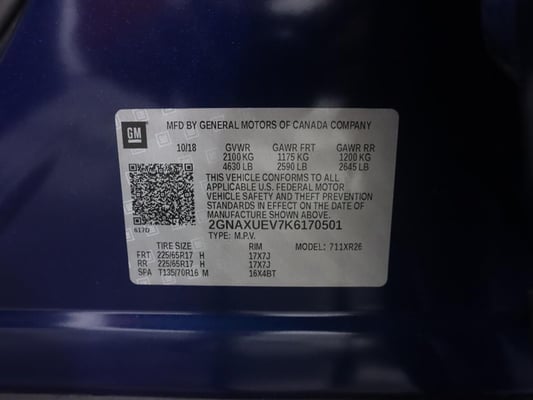 GM
MFD BY GENERAL MOTORS OF CANADA COMPANY
10/18 GVWR GAWR FRT GAWR RR
2100 KG 1175 KG 1200 KG
4630 LB 2590 LB 2645 LB
THIS VEHICLE CONFORMS TO ALL
APPLICABLE U.S. FEDERAL MOTOR
VEHICLE SAFETY AND THEFT PREVENTION
STANDARDS IN EFFECT ON THE DATE OF
MANUFACTURE SHOWN ABOVE.
617D 2GNAXUEV7K6170501
TYPE: M.P.V. MODEL: 711XR26
TIRE SIZE RIM
FRT 225/65R17 H 17X7J
RR 225/65R17 H 17X7J
SPA T135/70R16 M 16X4BT